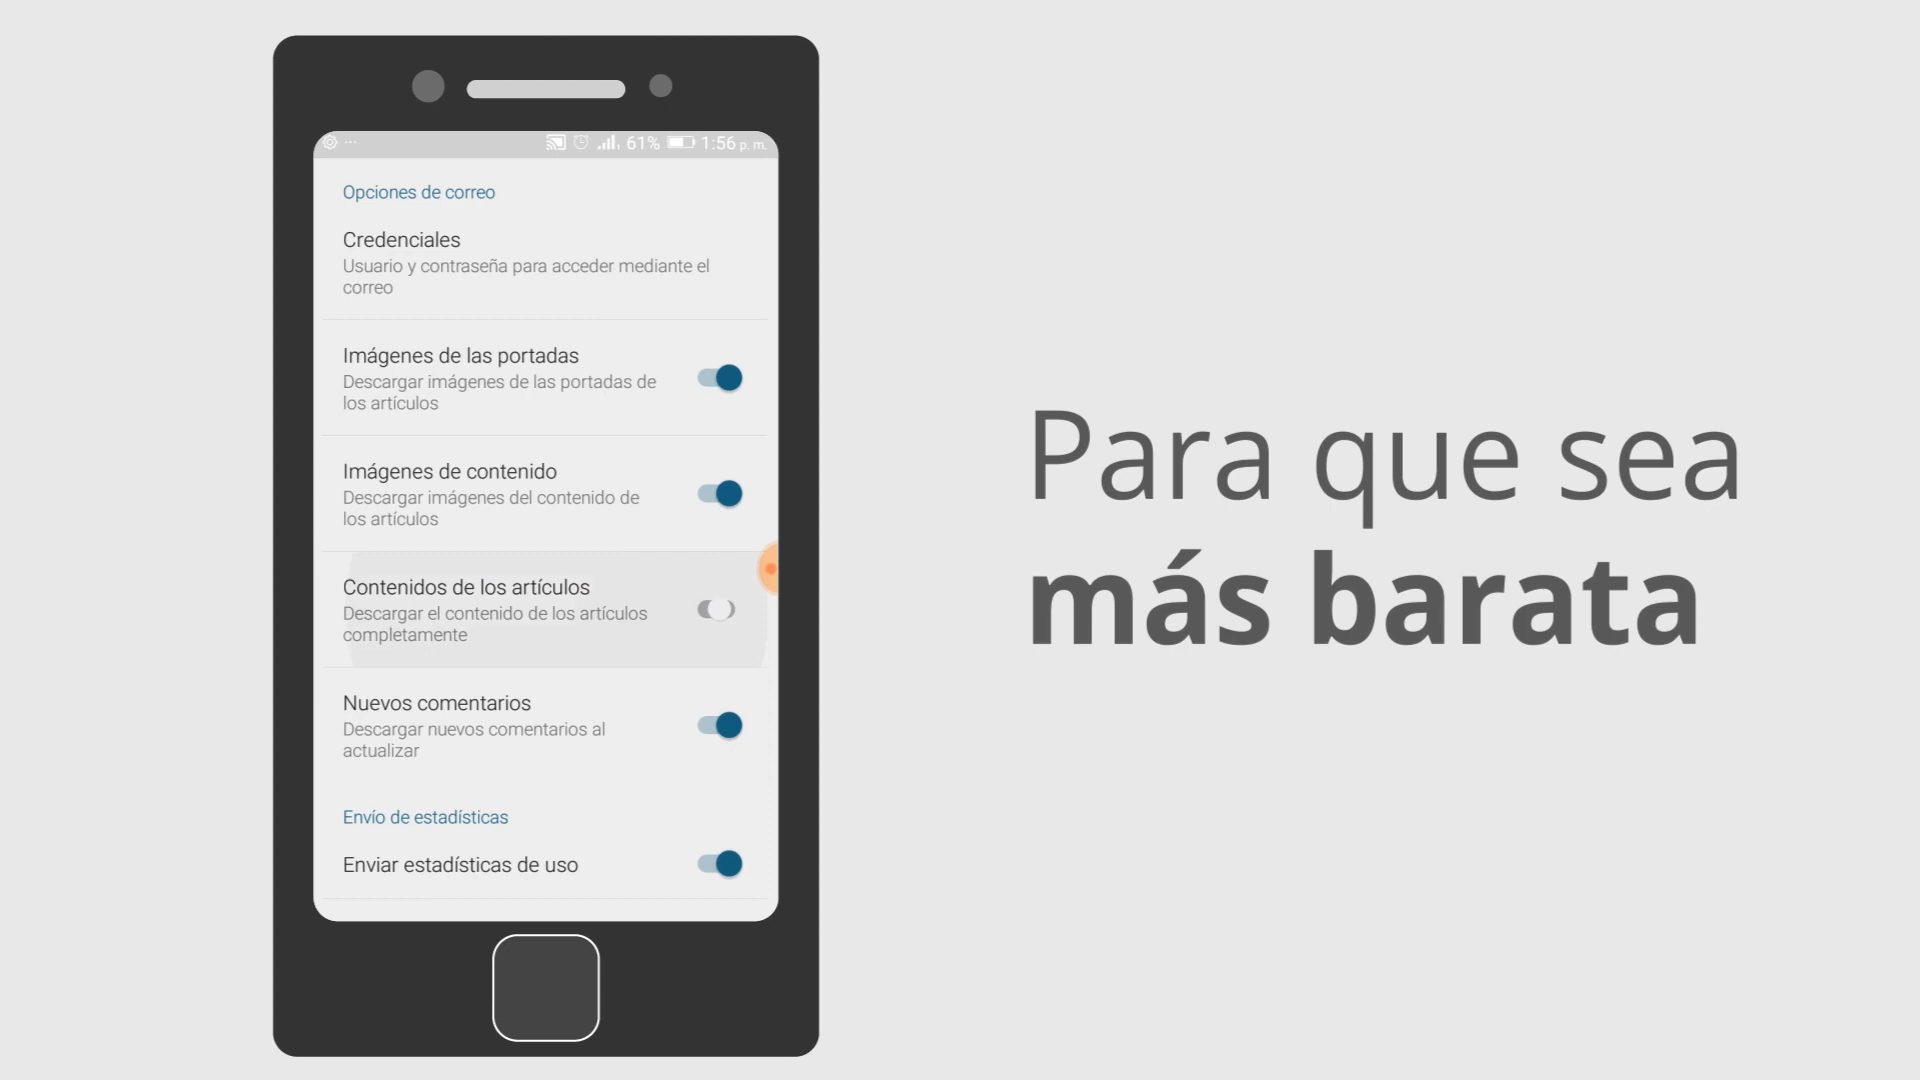 61% 1:56 p. m.
Opciones de correo
Credenciales
Usuario y contraseña para acceder mediante el
correo
Imágenes de las portadas
Descargar imágenes de las portadas de
los artículos
Imágenes de contenido
Descargar imágenes del contenido de
los artículos
Contenidos de los artículos
Descargar el contenido de los artículos
completamente
Nuevos comentarios
Descargar nuevos comentarios al
actualizar
Envío de estadísticas
Enviar estadísticas de uso
Para que sea
más barata